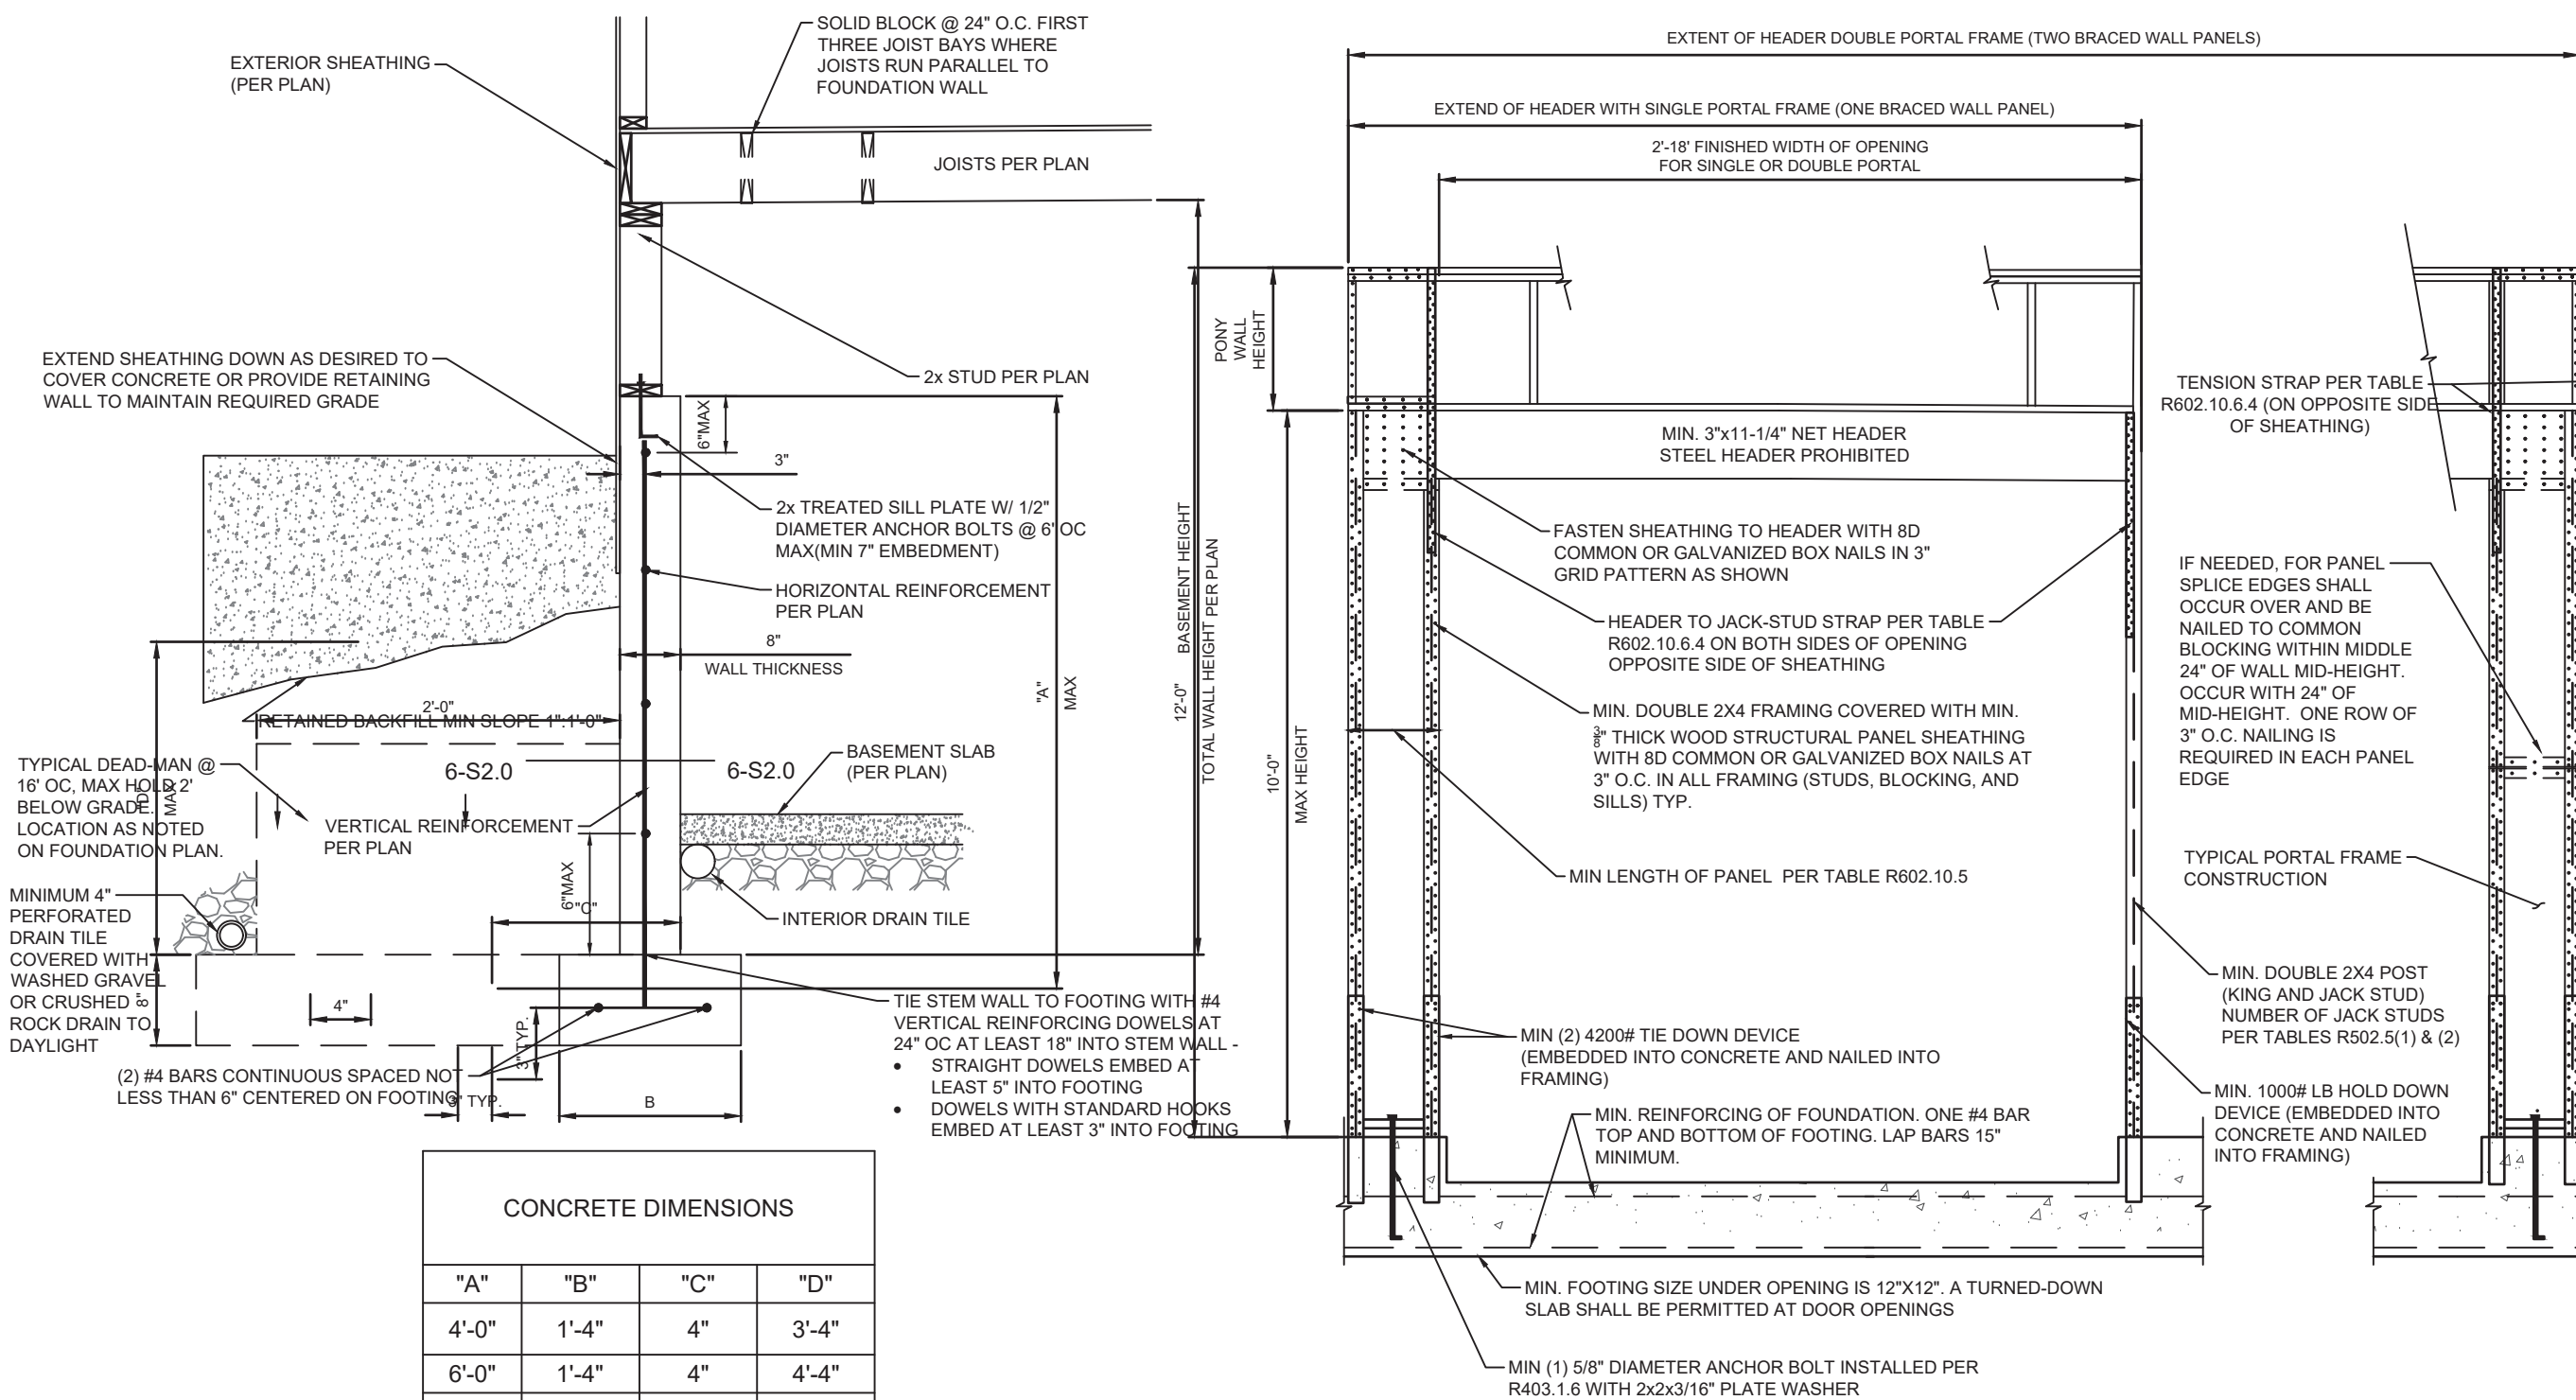 EXTERIOR SHEATHING
(PER PLAN)
SOLID BLOCK @ 24" O.C. FIRST
THREE JOIST BAYS WHERE
JOISTS RUN PARALLEL TO
FOUNDATION WALL
JOISTS PER PLAN
EXTEND SHEATHING DOWN AS DESIRED TO
COVER CONCRETE OR PROVIDE RETAINING
WALL TO MAINTAIN REQUIRED GRADE
2x STUD PER PLAN
6"MAX
3"
2x TREATED SILL PLATE W/ 1/2"
DIAMETER ANCHOR BOLTS @ 6' OC
MAX(MIN 7" EMBEDMENT)
HORIZONTAL REINFORCEMENT
PER PLAN
8"
WALL THICKNESS
"A"
MAX
BASEMENT HEIGHT
TOTAL WALL HEIGHT PER PLAN
2'-0"
RETAINED BACKFILL MIN SLOPE 1":1'-0"
TYPICAL DEAD-MAN @
16' OC, MAX HOLD 2'
BELOW GRADE.
LOCATION AS NOTED
ON FOUNDATION PLAN.
"D"
MAX
6-S2.0
6-S2.0
BASEMENT SLAB
(PER PLAN)
VERTICAL REINFORCEMENT
PER PLAN
6"MAX
"C"
INTERIOR DRAIN TILE
MINIMUM 4"
PERFORATED
DRAIN TILE
COVERED WITH
WASHED GRAVEL
OR CRUSHED
ROCK DRAIN TO
DAYLIGHT
8"
4"
3" TYP.
3" TYP.
B
(2) #4 BARS CONTINUOUS SPACED NOT
LESS THAN 6" CENTERED ON FOOTING
TIE STEM WALL TO FOOTING WITH #4
VERTICAL REINFORCING DOWELS AT
24" OC AT LEAST 18" INTO STEM WALL -
• STRAIGHT DOWELS EMBED AT
LEAST 5" INTO FOOTING
• DOWELS WITH STANDARD HOOKS
EMBED AT LEAST 3" INTO FOOTING
CONCRETE DIMENSIONS
"A" "B" "C" "D"
4'-0" 1'-4" 4" 3'-4"
6'-0" 1'-4" 4" 4'-4"
EXTENT OF HEADER DOUBLE PORTAL FRAME (TWO BRACED WALL PANELS)
EXTEND OF HEADER WITH SINGLE PORTAL FRAME (ONE BRACED WALL PANEL)
2'-18' FINISHED WIDTH OF OPENING
FOR SINGLE OR DOUBLE PORTAL
PONY
WALL
HEIGHT
12'-0"
10'-0"
MAX HEIGHT
MIN. 3"x11-1/4" NET HEADER
STEEL HEADER PROHIBITED
FASTEN SHEATHING TO HEADER WITH 8D
COMMON OR GALVANIZED BOX NAILS IN 3"
GRID PATTERN AS SHOWN
HEADER TO JACK-STUD STRAP PER TABLE
R602.10.6.4 ON BOTH SIDES OF OPENING
OPPOSITE SIDE OF SHEATHING
MIN. DOUBLE 2X4 FRAMING COVERED WITH MIN.
3/8" THICK WOOD STRUCTURAL PANEL SHEATHING
WITH 8D COMMON OR GALVANIZED BOX NAILS AT
3" O.C. IN ALL FRAMING (STUDS, BLOCKING, AND
SILLS) TYP.
MIN LENGTH OF PANEL PER TABLE R602.10.5
MIN (2) 4200# TIE DOWN DEVICE
(EMBEDDED INTO CONCRETE AND NAILED INTO
FRAMING)
MIN. REINFORCING OF FOUNDATION. ONE #4 BAR
TOP AND BOTTOM OF FOOTING. LAP BARS 15"
MINIMUM.
MIN. FOOTING SIZE UNDER OPENING IS 12"X12". A TURNED-DOWN
SLAB SHALL BE PERMITTED AT DOOR OPENINGS
MIN (1) 5/8" DIAMETER ANCHOR BOLT INSTALLED PER
R403.1.6 WITH 2x2x3/16" PLATE WASHER
TENSION STRAP PER TABLE
R602.10.6.4 (ON OPPOSITE SIDE
OF SHEATHING)
IF NEEDED, FOR PANEL
SPLICE EDGES SHALL
OCCUR OVER AND BE
NAILED TO COMMON
BLOCKING WITHIN MIDDLE
24" OF WALL MID-HEIGHT.
OCCUR WITH 24" OF
MID-HEIGHT. ONE ROW OF
3" O.C. NAILING IS
REQUIRED IN EACH PANEL
EDGE
TYPICAL PORTAL FRAME
CONSTRUCTION
MIN. DOUBLE 2X4 POST
(KING AND JACK STUD)
NUMBER OF JACK STUDS
PER TABLES R502.5(1) & (2)
MIN. 1000# LB HOLD DOWN
DEVICE (EMBEDDED INTO
CONCRETE AND NAILED
INTO FRAMING)